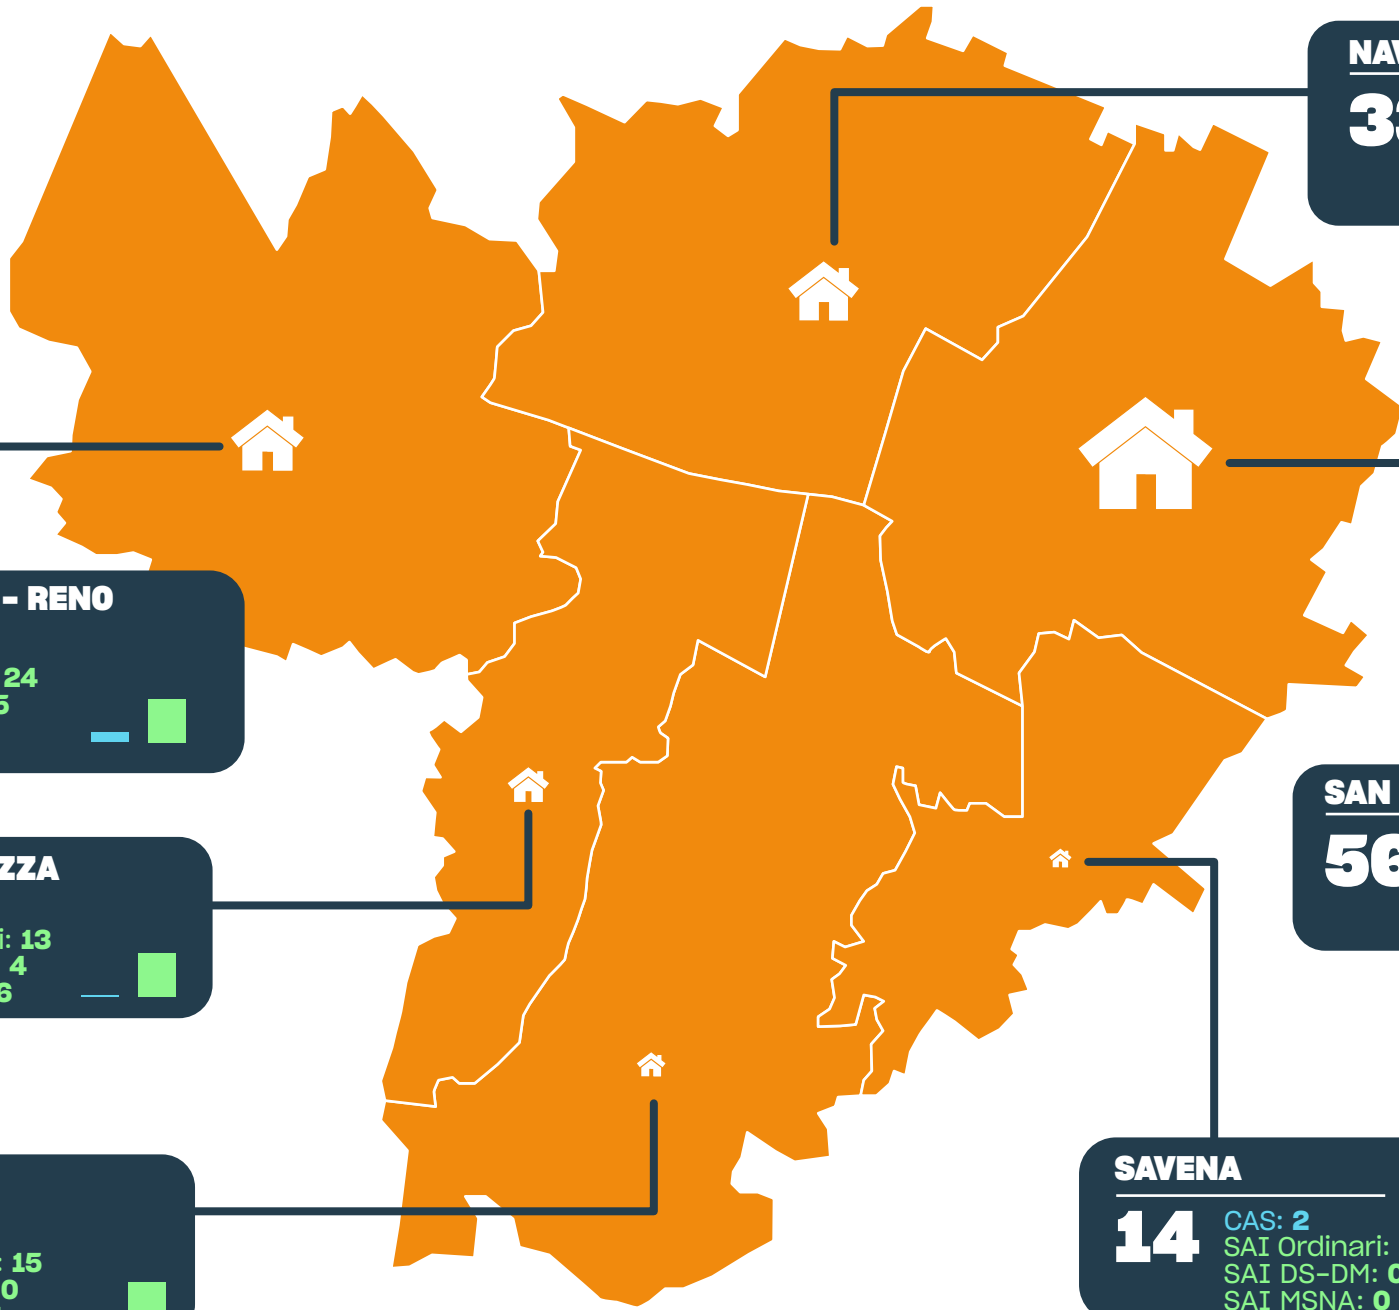 NAV
33
- RENO
24
5
ZZA
i: 13
4
6
SAN
56
: 15
0
SAVENA
14
CAS: 2
SAI Ordinari:
SAI DS-DM: 0
SAI MSNA: 0